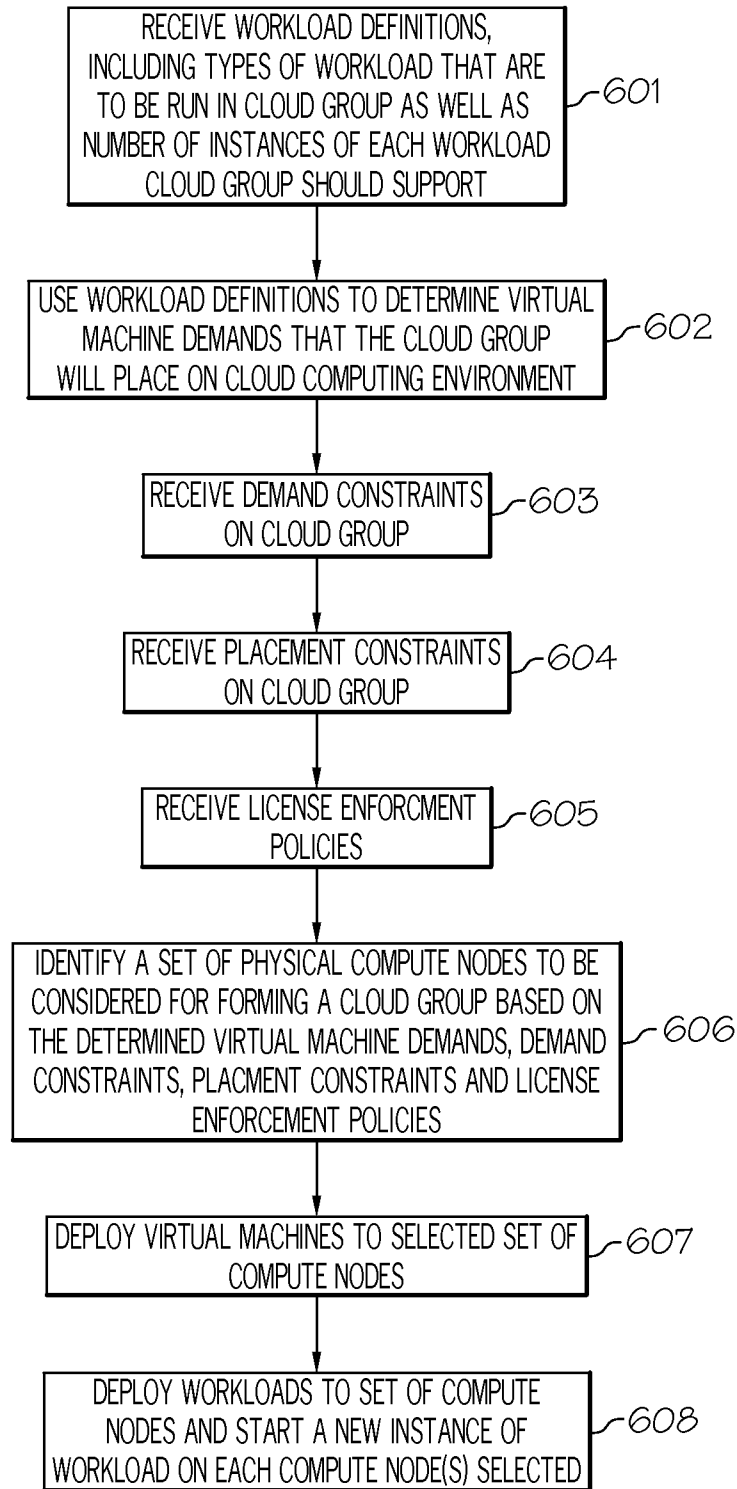 RECEIVE WORKLOAD DEFINITIONS,
INCLUDING TYPES OF WORKLOAD THAT ARE
TO BE RUN IN CLOUD GROUP AS WELL AS
NUMBER OF INSTANCES OF EACH WORKLOAD
CLOUD GROUP SHOULD SUPPORT
601
USE WORKLOAD DEFINITIONS TO DETERMINE VIRTUAL
MACHINE DEMANDS THAT THE CLOUD GROUP
WILL PLACE ON CLOUD COMPUTING ENVIRONMENT
602
RECEIVE DEMAND CONSTRAINTS
ON CLOUD GROUP
603
RECEIVE PLACEMENT CONSTRAINTS
ON CLOUD GROUP
604
RECEIVE LICENSE ENFORCMENT
POLICIES
605
IDENTIFY A SET OF PHYSICAL COMPUTE NODES TO BE
CONSIDERED FOR FORMING A CLOUD GROUP BASED ON
THE DETERMINED VIRTUAL MACHINE DEMANDS, DEMAND
CONSTRAINTS, PLACMENT CONSTRAINTS AND LICENSE
ENFORCEMENT POLICIES
606
DEPLOY VIRTUAL MACHINES TO SELECTED SET OF
COMPUTE NODES
607
DEPLOY WORKLOADS TO SET OF COMPUTE
NODES AND START A NEW INSTANCE OF
WORKLOAD ON EACH COMPUTE NODE(S) SELECTED
608